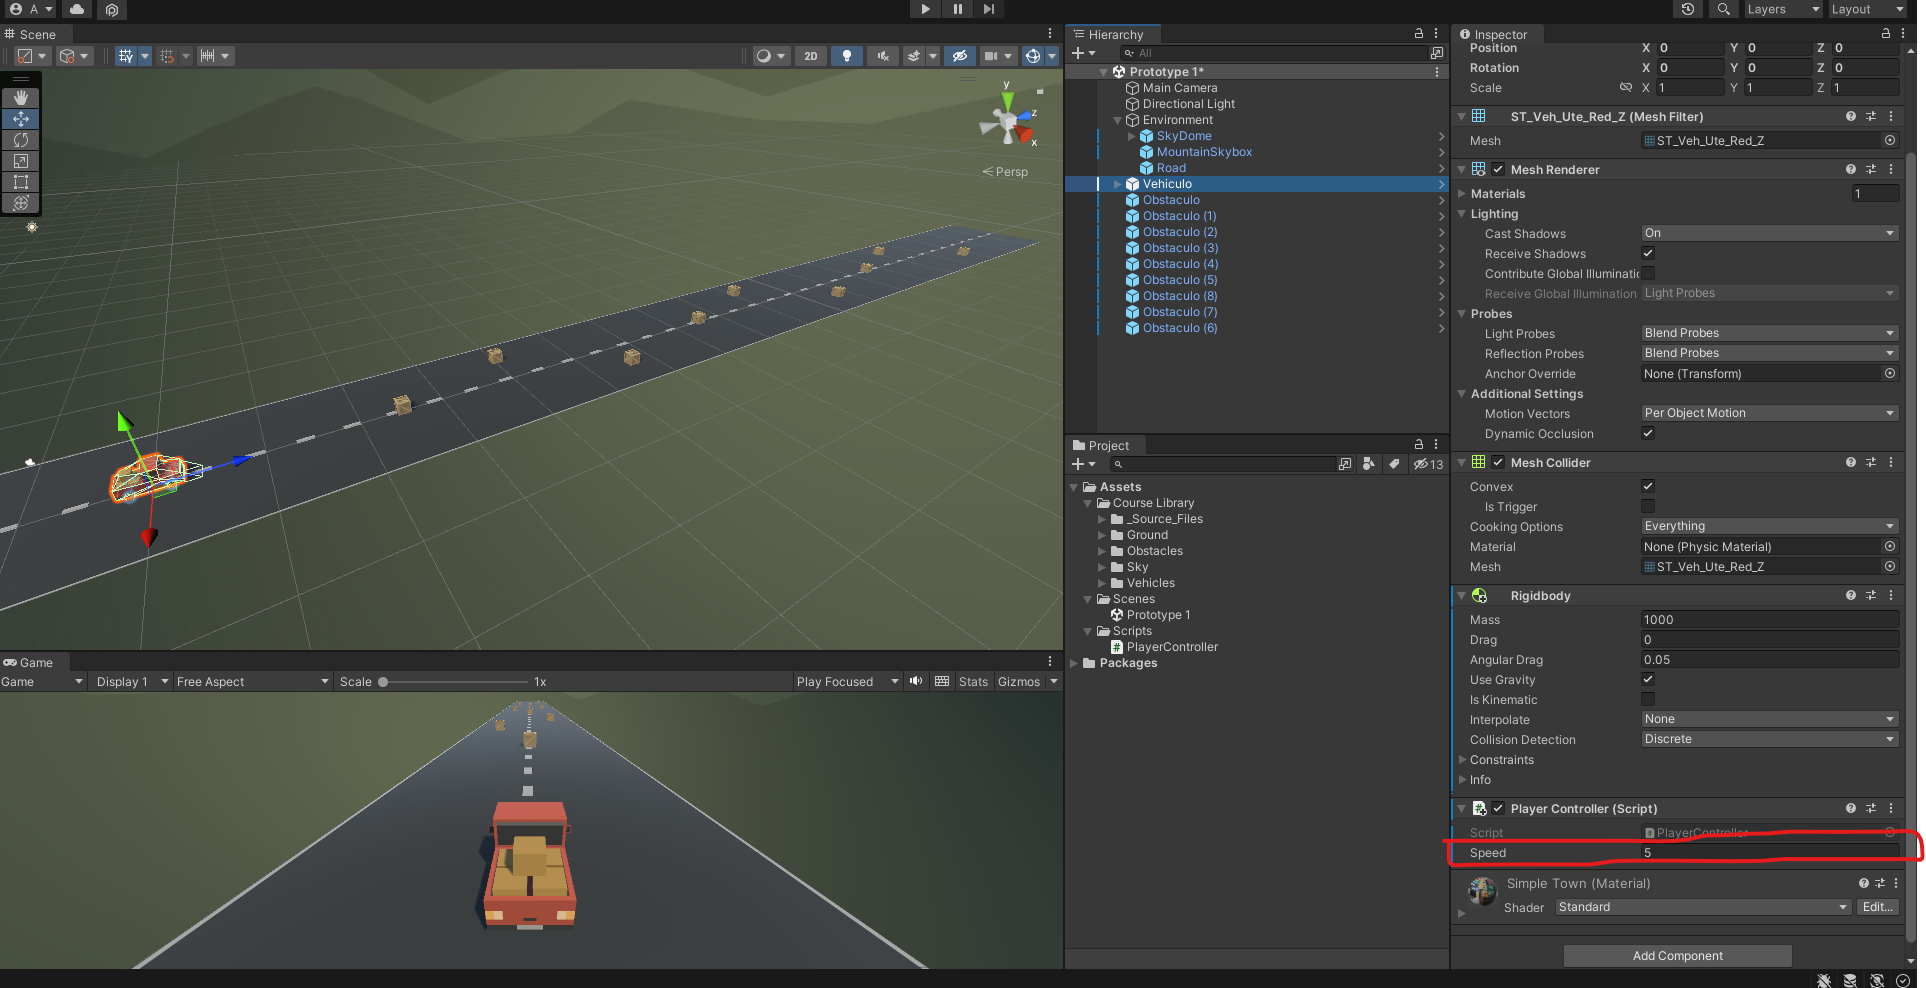 A
Layers
Layout
Scene
2D
y
z
x
Persp
Game
Game
Display 1
Free Aspect
Scale
1x
Play Focused
Stats
Gizmos
Hierarchy
All
Prototype 1*
Main Camera
Directional Light
Environment
SkyDome
MountainSkybox
Road
Vehiculo
Obstaculo
Obstaculo (1)
Obstaculo (2)
Obstaculo (3)
Obstaculo (4)
Obstaculo (5)
Obstaculo (8)
Obstaculo (7)
Obstaculo (6)
Project
13
Assets
Course Library
_Source_Files
Ground
Obstacles
Sky
Vehicles
Scenes
Prototype 1
Scripts
PlayerController
Packages
Inspector
Position X 0 Y 0 Z 0
Rotation X 0 Y 0 Z 0
Scale X 1 Y 1 Z 1
ST_Veh_Ute_Red_Z (Mesh Filter)
Mesh ST_Veh_Ute_Red_Z
Mesh Renderer
Materials 1
Lighting
Cast Shadows On
Receive Shadows
Contribute Global Illuminatic
Receive Global Illumination Light Probes
Probes
Light Probes Blend Probes
Reflection Probes Blend Probes
Anchor Override None (Transform)
Additional Settings
Motion Vectors Per Object Motion
Dynamic Occlusion
Mesh Collider
Convex
Is Trigger
Cooking Options Everything
Material None (Physic Material)
Mesh ST_Veh_Ute_Red_Z
Rigidbody
Mass 1000
Drag 0
Angular Drag 0.05
Use Gravity
Is Kinematic
Interpolate None
Collision Detection Discrete
Constraints
Info
Player Controller (Script)
Script PlayerController
Speed 5
Simple Town (Material)
Shader Standard Edit...
Add Component